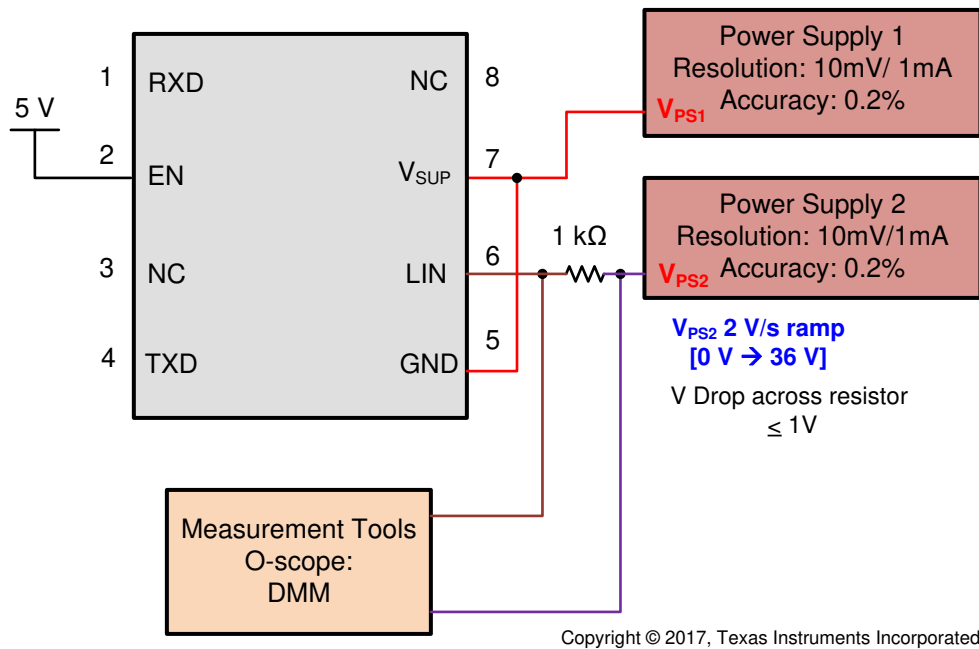 5 V
1
2
3
4
RXD
EN
NC
TXD
NC
V_SUP
LIN
GND
8
7
6
5
1 kΩ
Power Supply 1
Resolution: 10mV/ 1mA
Accuracy: 0.2%
V_PS1
Power Supply 2
Resolution: 10mV/1mA
Accuracy: 0.2%
V_PS2
V_PS2 2 V/s ramp
[0 V → 36 V]
V Drop across resistor
≤ 1V
Measurement Tools
O-scope:
DMM
Copyright © 2017, Texas Instruments Incorporated